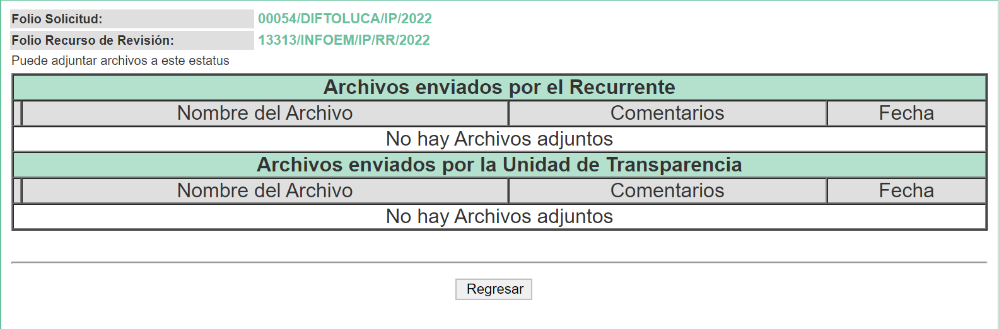 Folio Solicitud: 00054/DIFTOLUCA/IP/2022
Folio Recurso de Revisión: 13313/INFOEM/IP/RR/2022
Puede adjuntar archivos a este estatus
Archivos enviados por el Recurrente
Nombre del Archivo Comentarios Fecha
No hay Archivos adjuntos
Archivos enviados por la Unidad de Transparencia
Nombre del Archivo Comentarios Fecha
No hay Archivos adjuntos
Regresar